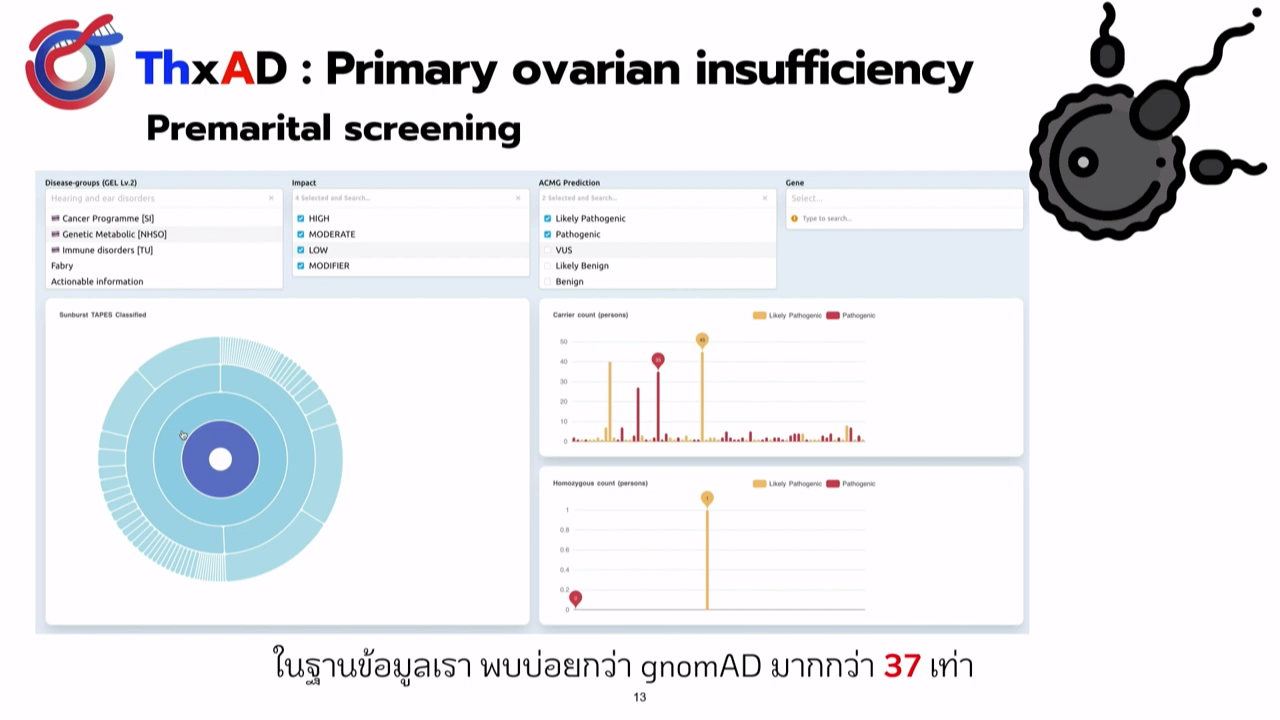 ThxAD : Primary ovarian insufficiency
Premarital screening
Disease-groups (GEL Lv.2)
Hearing and ear disorders
Cancer Programme [SI]
Genetic Metabolic [NHSO]
Immune disorders [TU]
Fabry
Actionable information
Impact
4 Selected and Search...
HIGH
MODERATE
LOW
MODIFIER
ACMG Prediction
2 Selected and Search...
Likely Pathogenic
Pathogenic
VUS
Likely Benign
Benign
Gene
Select...
Type to search...
Sunburst TAPES Classified
Carrier count (persons)
Likely Pathogenic Pathogenic
50
40
30
20
10
0
Homozygous count (persons)
Likely Pathogenic Pathogenic
1
0.8
0.6
0.4
0.2
0
1
0
ในฐานข้อมูลเรา พบบ่อยกว่า gnomAD มากกว่า 37 เท่า
13